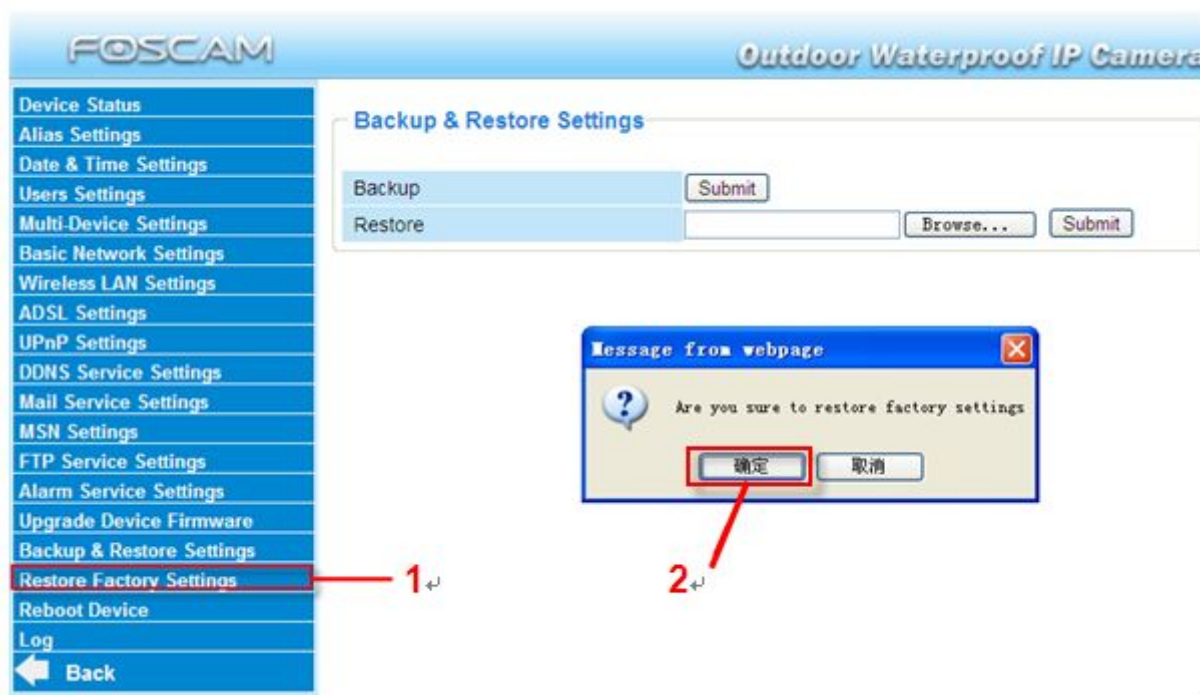 FOSCAM
Outdoor Waterproof IP Camera
Device Status
Alias Settings
Date & Time Settings
Users Settings
Multi-Device Settings
Basic Network Settings
Wireless LAN Settings
ADSL Settings
UPnP Settings
DDNS Service Settings
Mail Service Settings
MSN Settings
FTP Service Settings
Alarm Service Settings
Upgrade Device Firmware
Backup & Restore Settings
Restore Factory Settings
Reboot Device
Log
Back
Backup & Restore Settings
Backup Submit
Restore Browse... Submit
Message from webpage
Are you sure to restore factory settings
确定 取消
1↵
2↵